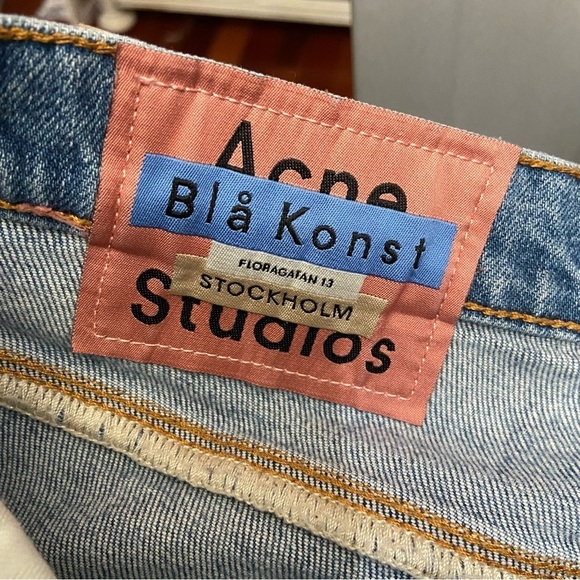 Acne
Blå Konst
FLORAGATAN 13
STOCKHOLM
Studios